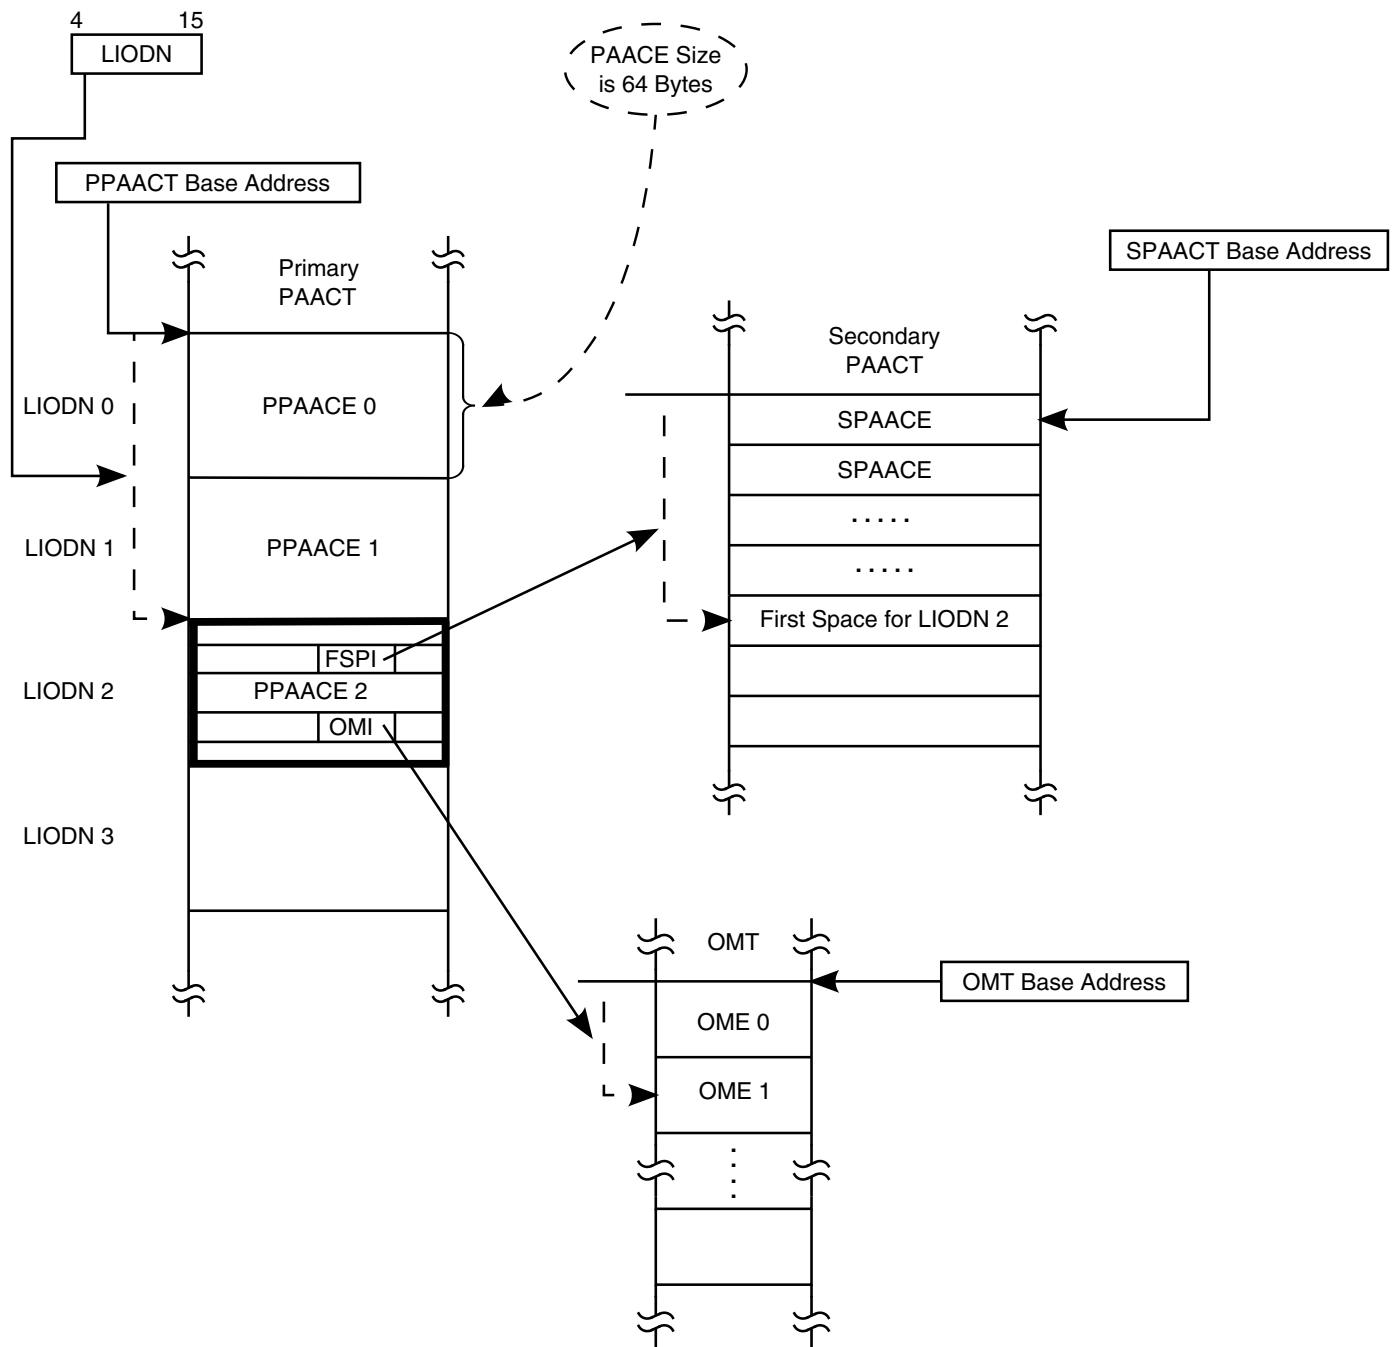 4 15
LIODN
PAACE Size
is 64 Bytes
PPAACT Base Address
SPAACT Base Address
Primary
PAACT
Secondary
PAACT
LIODN 0
PPAACE 0
SPAACE
SPAACE
. . . . .
. . . . .
LIODN 1
PPAACE 1
First Space for LIODN 2
FSPI
LIODN 2
PPAACE 2
OMI
LIODN 3
OMT
OMT Base Address
OME 0
OME 1
. . . .